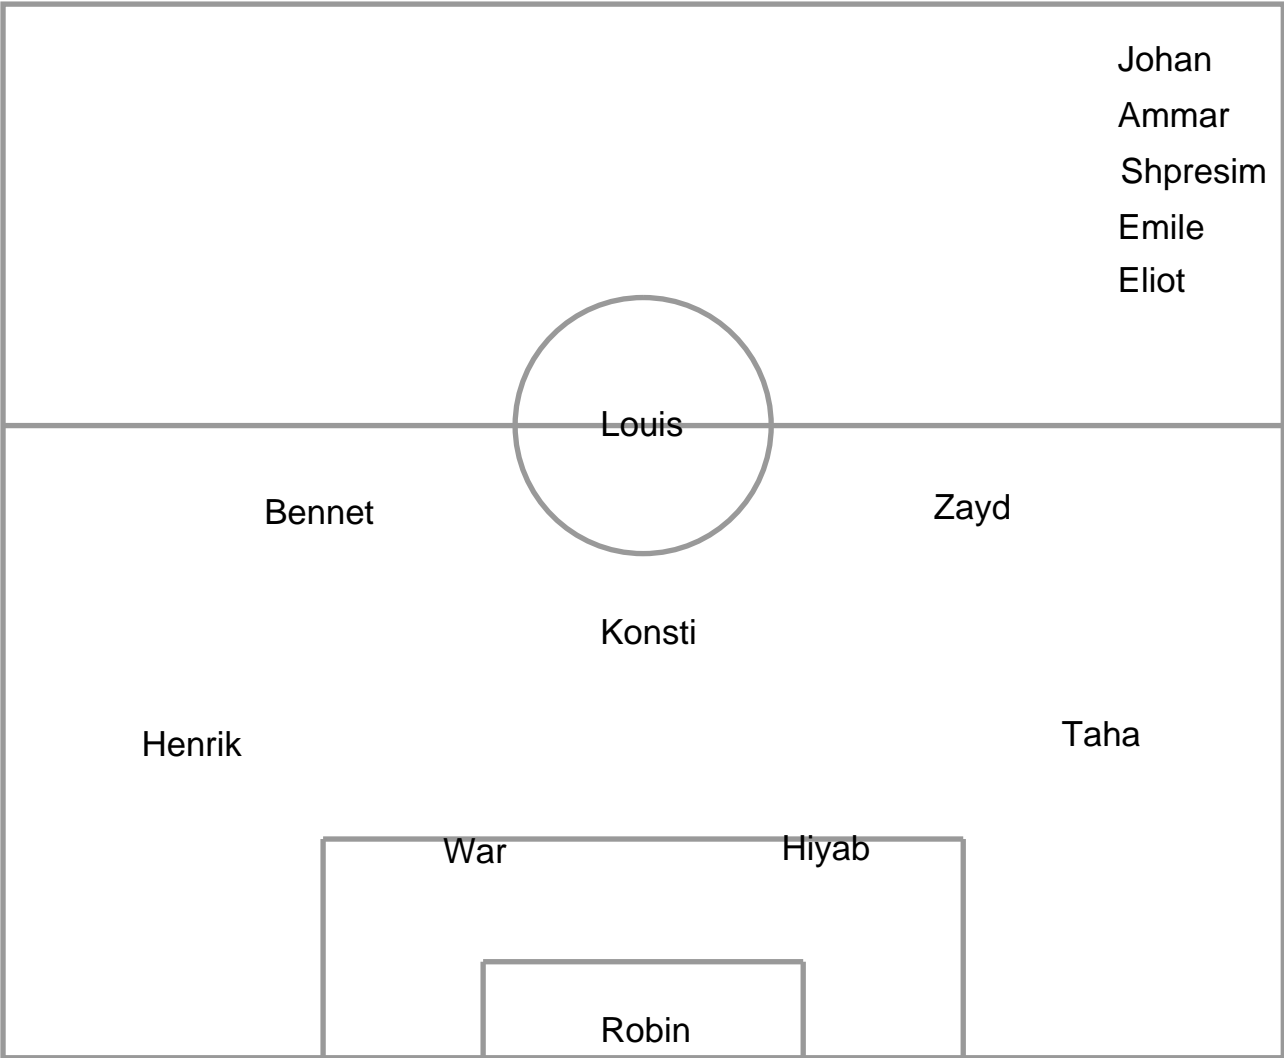 Johan
Ammar
Shpresim
Emile
Eliot
Louis
Bennet
Zayd
Konsti
Henrik
Taha
War
Hiyab
Robin